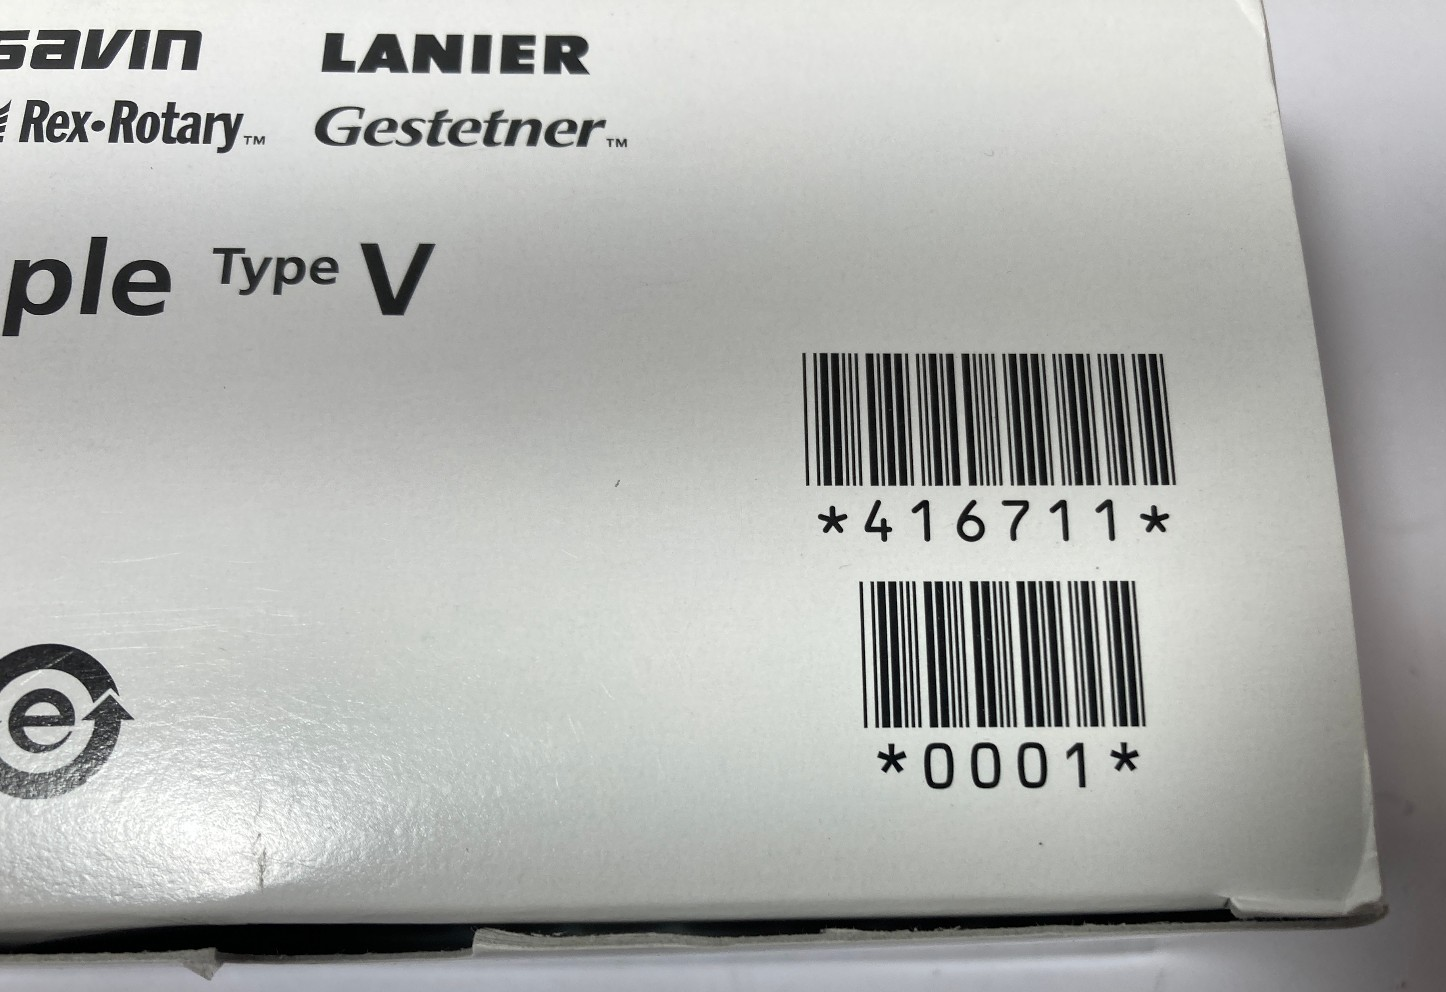 savin LANIER
Rex•Rotary™ Gestetner™
ple Type V
*416711*
e
*0001*